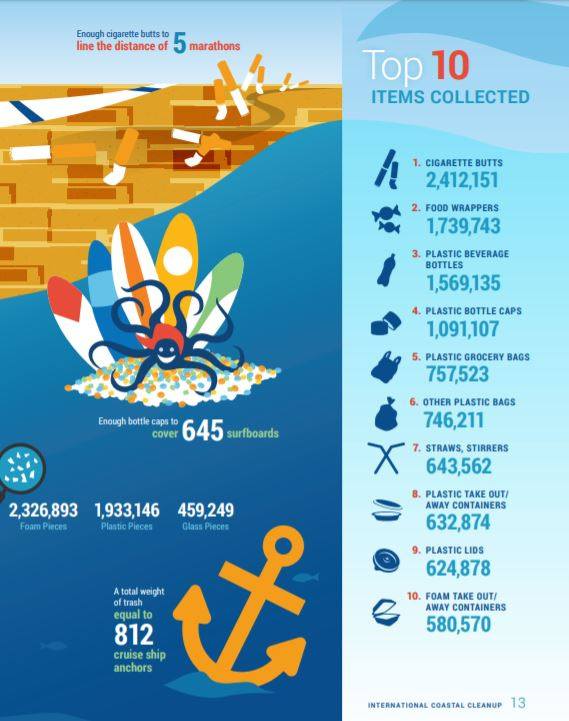 Enough cigarette butts to
line the distance of 5 marathons
Enough bottle caps to
cover 645 surfboards
2,326,893
Foam Pieces
1,933,146
Plastic Pieces
459,249
Glass Pieces
A total weight
of trash
equal to
812
cruise ship
anchors
Top 10
ITEMS COLLECTED
1. CIGARETTE BUTTS
2,412,151
2. FOOD WRAPPERS
1,739,743
3. PLASTIC BEVERAGE
BOTTLES
1,569,135
4. PLASTIC BOTTLE CAPS
1,091,107
5. PLASTIC GROCERY BAGS
757,523
6. OTHER PLASTIC BAGS
746,211
7. STRAWS, STIRRERS
643,562
8. PLASTIC TAKE OUT/
AWAY CONTAINERS
632,874
9. PLASTIC LIDS
624,878
10. FOAM TAKE OUT/
AWAY CONTAINERS
580,570
INTERNATIONAL COASTAL CLEANUP 13